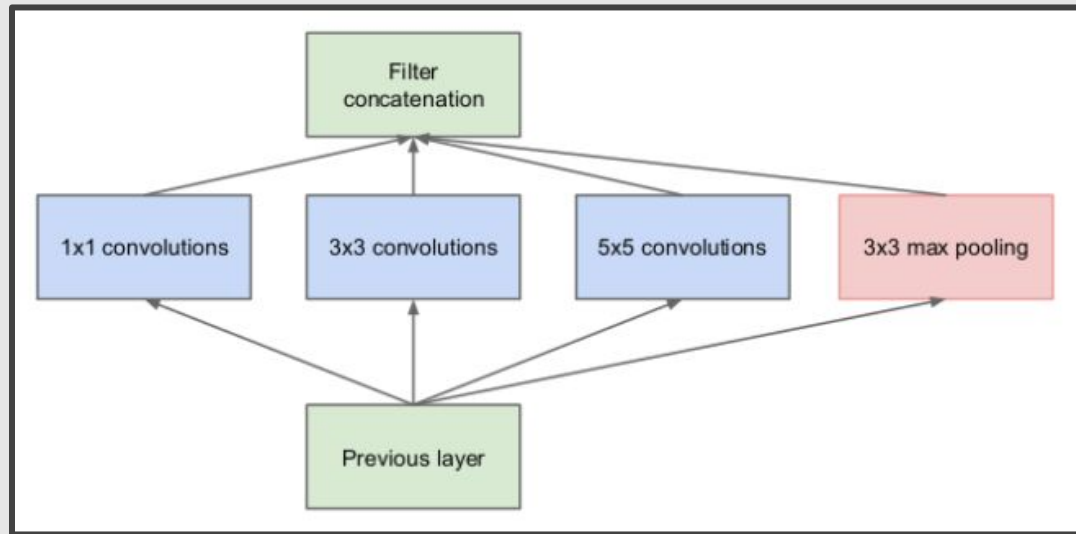 Filter
concatenation
1x1 convolutions
3x3 convolutions
5x5 convolutions
3x3 max pooling
Previous layer